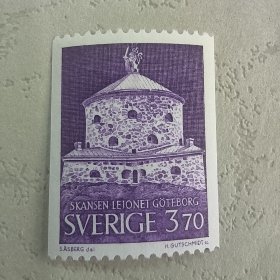 SKANSEN LEJONET GÖTEBORG
SVERIGE 3.70
S. ÅSBERG del H. GUTSCHMIDT sc